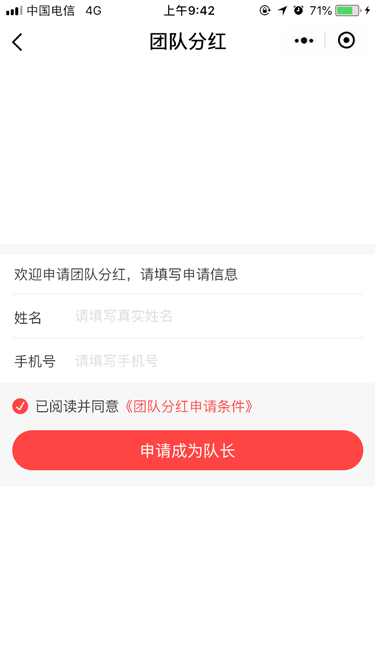 中国电信 4G 上午9:42 71%
团队分红
欢迎申请团队分红，请填写申请信息
姓名 请填写真实姓名
手机号 请填写手机号
已阅读并同意《团队分红申请条件》
申请成为队长